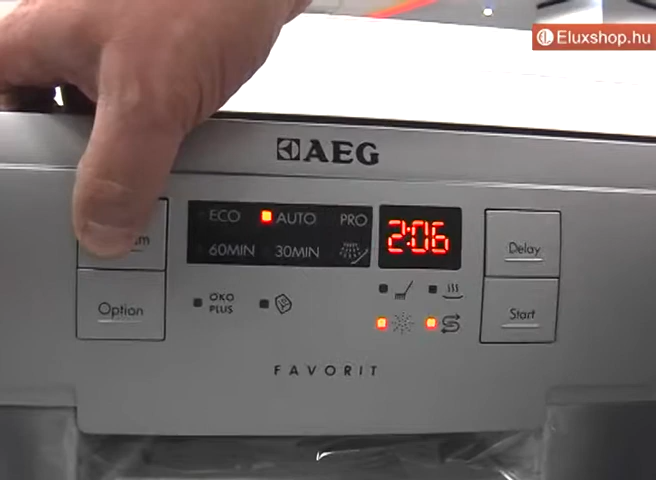 Eluxshop.hu
AEG
ECO AUTO PRO
60MIN 30MIN
2:06
Delay
Option
ÖKO
PLUS
Start
FAVORIT